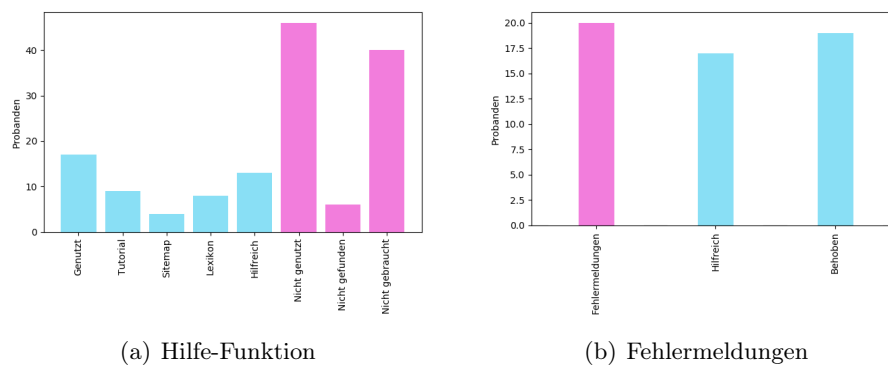 Probanden
40
30
20
10
0
Genutzt
Tutorial
Sitemap
Lexikon
Hilfreich
Nicht genutzt
Nicht gefunden
Nicht gebraucht
(a) Hilfe-Funktion
Probanden
20.0
17.5
15.0
12.5
10.0
7.5
5.0
2.5
0.0
Fehlermeldungen
Hilfreich
Behoben
(b) Fehlermeldungen